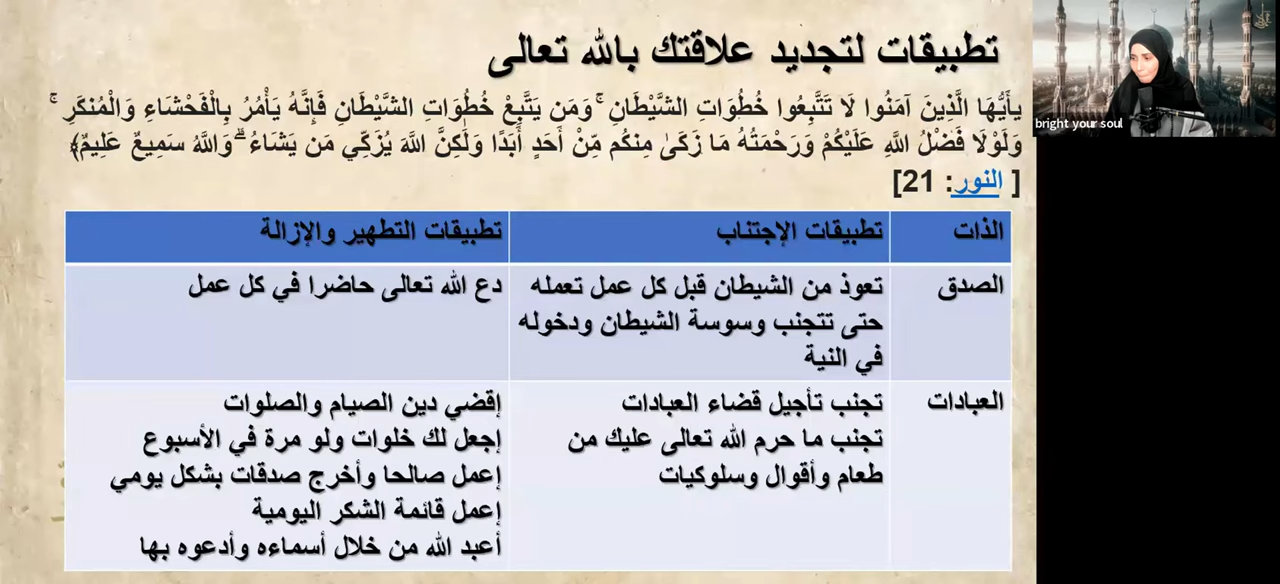 تطبيقات لتجديد علاقتك بالله تعالى
يأَيُّهَا الَّذِينَ آمَنُوا لَا تَتَّبِعُوا خُطُوَاتِ الشَّيْطَانِ ۚ وَمَن يَتَّبِعْ خُطُوَاتِ الشَّيْطَانِ فَإِنَّهُ يَأْمُرُ بِالْفَحْشَاءِ وَالْمُنكَرِ ۚ
وَلَوْلَا فَضْلُ اللَّهِ عَلَيْكُمْ وَرَحْمَتُهُ مَا زَكَىٰ مِنكُم مِّنْ أَحَدٍ أَبَدًا وَلَٰكِنَّ اللَّهَ يُزَكِّي مَن يَشَاءُ ۗ وَاللَّهُ سَمِيعٌ عَلِيمٌ﴾
[ النور: 21]
الذات تطبيقات الإجتناب تطبيقات التطهير والإزالة
الصدق تعوذ من الشيطان قبل كل عمل تعمله دع الله تعالى حاضرا في كل عمل
حتى تتجنب وسوسة الشيطان ودخوله
في النية
العبادات تجنب تأجيل قضاء العبادات إقضي دين الصيام والصلوات
تجنب ما حرم الله تعالى عليك من إجعل لك خلوات ولو مرة في الأسبوع
طعام وأقوال وسلوكيات إعمل صالحا وأخرج صدقات بشكل يومي
إعمل قائمة الشكر اليومية
أعبد الله من خلال أسماءه وأدعوه بها
bright your soul